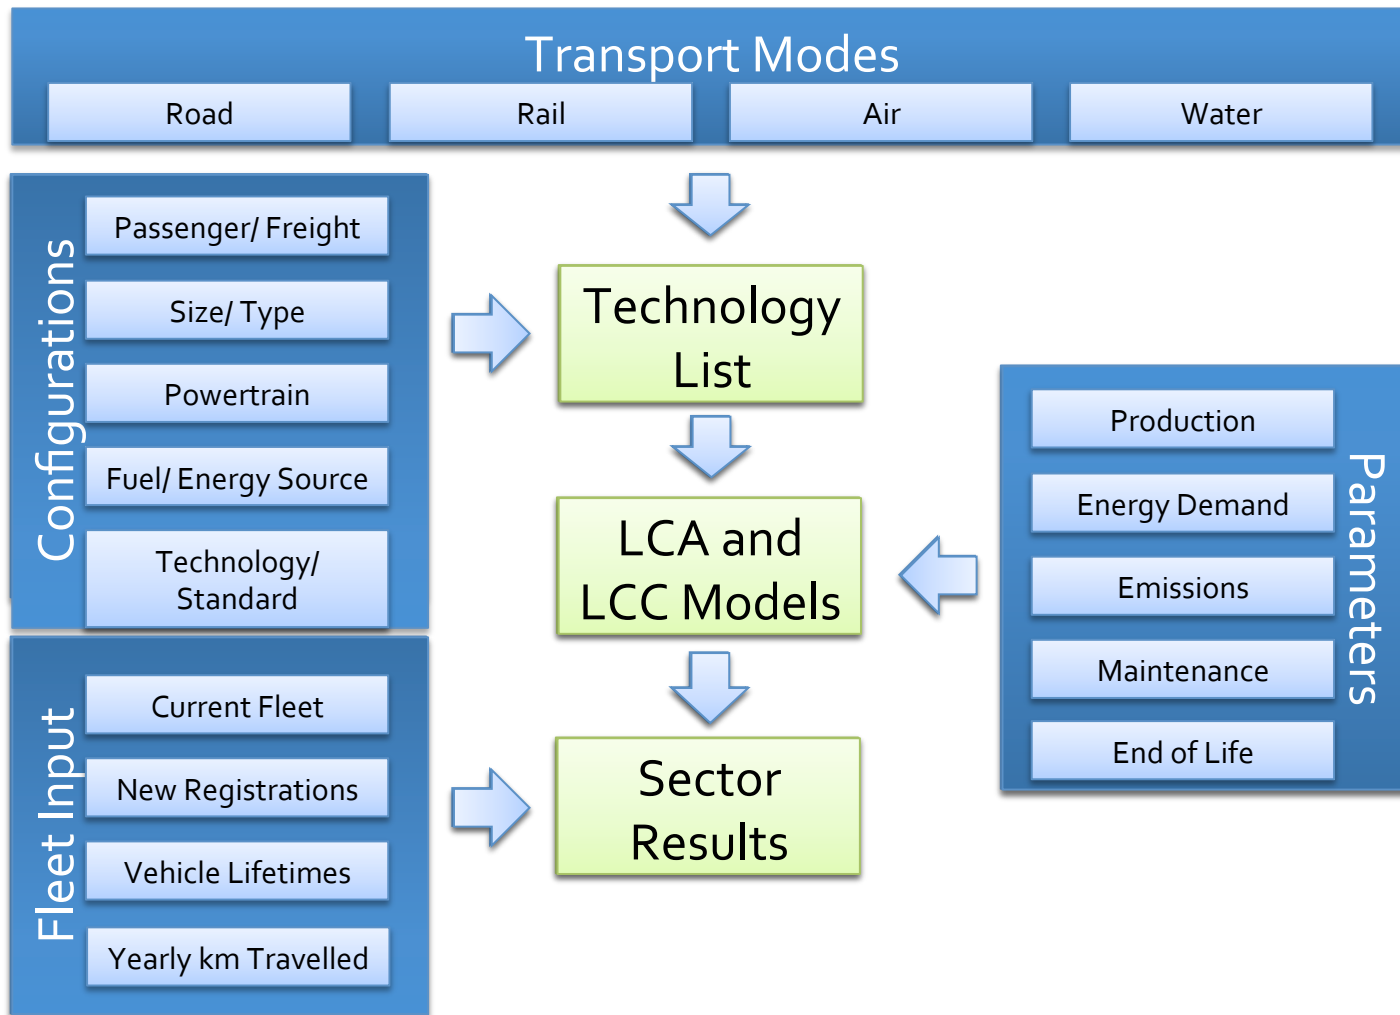 Transport Modes
Road
Rail
Air
Water
Configurations
Passenger/ Freight
Size/ Type
Powertrain
Fuel/ Energy Source
Technology/
Standard
Fleet Input
Current Fleet
New Registrations
Vehicle Lifetimes
Yearly km Travelled
Technology
List
LCA and
LCC Models
Sector
Results
Parameters
Production
Energy Demand
Emissions
Maintenance
End of Life